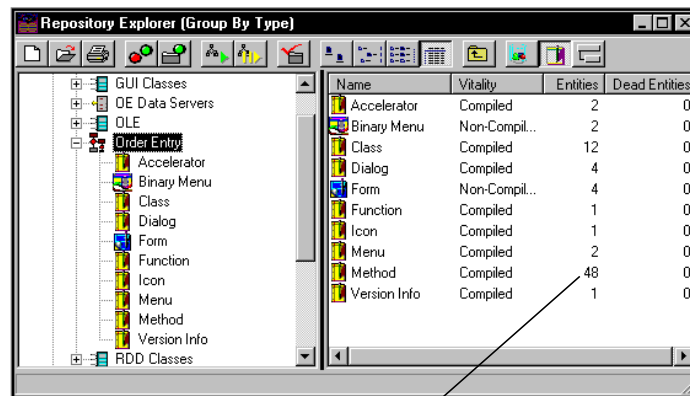 Repository Explorer (Group By Type)
GUI Classes
OE Data Servers
OLE
Order Entry
Accelerator
Binary Menu
Class
Dialog
Form
Function
Icon
Menu
Method
Version Info
RDD Classes
Name Vitality Entities Dead Entities
Accelerator Compiled 2 0
Binary Menu Non-Compil... 2 0
Class Compiled 12 0
Dialog Compiled 4 0
Form Non-Compil... 4 0
Function Compiled 1 0
Icon Compiled 1 0
Menu Compiled 2 0
Method Compiled 48 0
Version Info Compiled 1 0